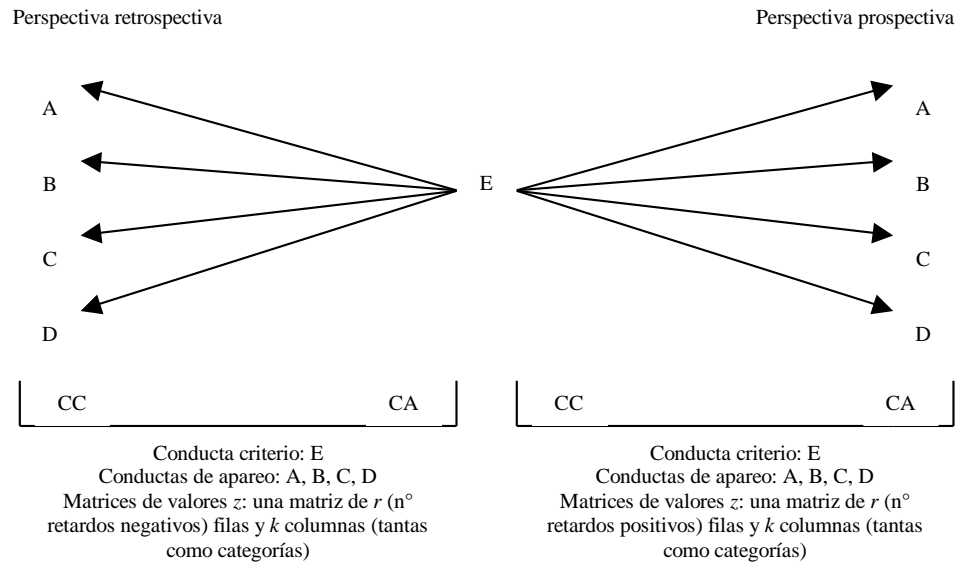 Perspectiva retrospectiva
Perspectiva prospectiva
A
B
C
D
E
A
B
C
D
CC
CA
CC
CA
Conducta criterio: E
Conductas de apareo: A, B, C, D
Matrices de valores z: una matriz de r (n°
retardos negativos) filas y k columnas (tantas
como categorías)
Conducta criterio: E
Conductas de apareo: A, B, C, D
Matrices de valores z: una matriz de r (n°
retardos positivos) filas y k columnas (tantas
como categorías)